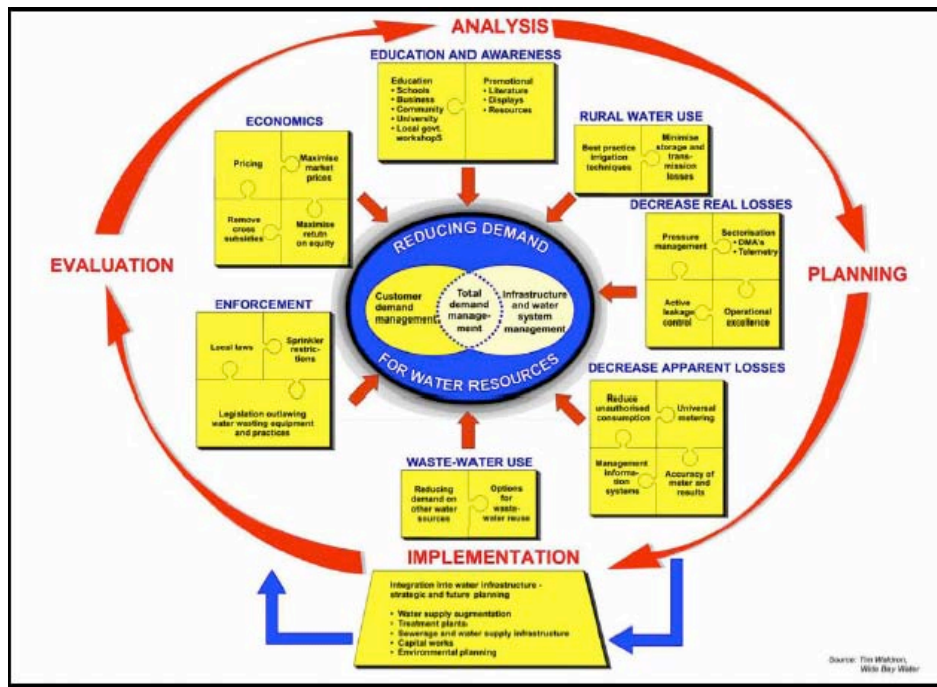 ANALYSIS
EDUCATION AND AWARENESS
Education
• Schools
• Business
• Community
• University
• Local govt.
workshopS
Promotional
• Literature
• Displays
• Resources
ECONOMICS
Pricing
Maximise
market
prices
Remove
cross
subsidies
Maximise
return
on equity
RURAL WATER USE
Best practice
irrigation
techniques
Minimise
storage and
trans-
mission
losses
DECREASE REAL LOSSES
Pressure
management
Sectorisation
• DMA's
• Telemetry
Active
leakage
control
Operational
excellence
EVALUATION
PLANNING
REDUCING DEMAND
Customer
demand
management
Total
demand
manage-
ment
Infrastructure
and water
system
management
FOR WATER RESOURCES
ENFORCEMENT
Local laws
Sprinkler
restric-
tions
Legislation outlawing
water wasting equipment
and practices
DECREASE APPARENT LOSSES
Reduce
unauthorised
consumption
Universal
metering
Management
Informa-
tion
systems
Accuracy of
meter and
results
WASTE-WATER USE
Reducing
demand on
other water
sources
Options for
waste-
water reuse
IMPLEMENTATION
Integration into water infrastructure -
strategic and future planning
• Water supply augmentation
• Treatment plants
• Sewerage and water supply infrastructure
• Capital works
• Environmental planning
Source: Tim Waldron,
Wide Bay Water